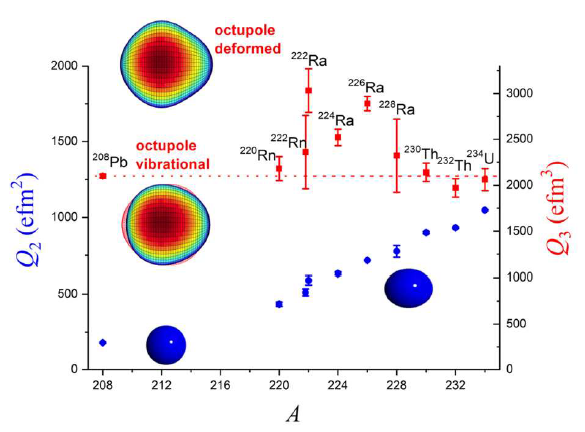 octupole
deformed
octupole
vibrational
²⁰⁸Pb
²²⁰Rn
²²²Rn
²²²Ra
²²⁴Ra
²²⁶Ra
²²⁸Ra
²³⁰Th
²³²Th
²³⁴U
2000
1500
1000
500
0
Q₂ (efm²)
3000
2500
2000
1500
1000
500
0
Q₃ (efm³)
208 212 216 220 224 228 232
A